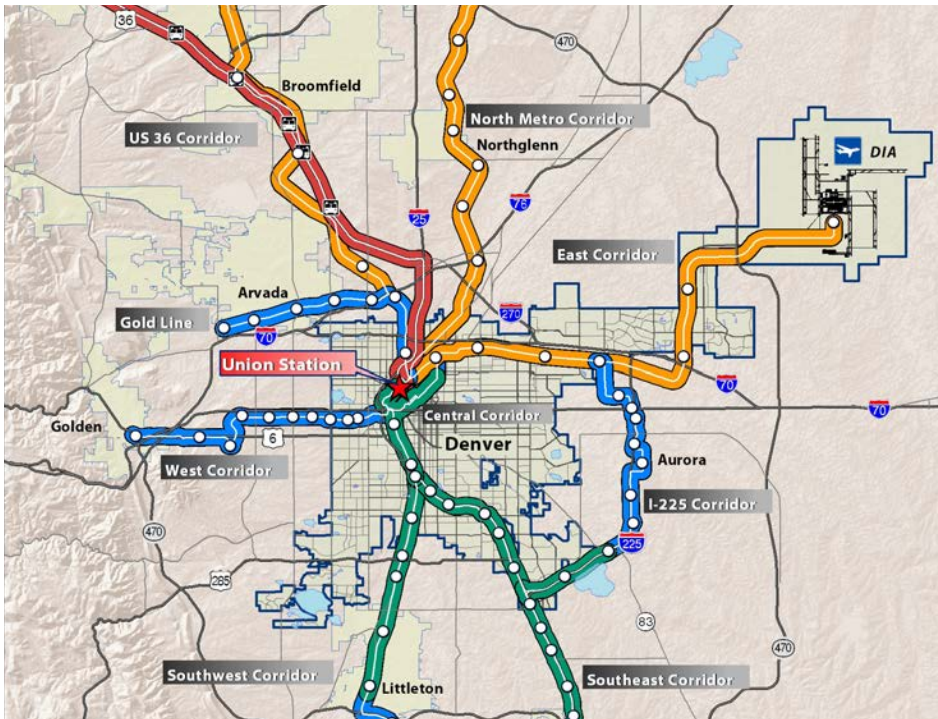 36
470
Broomfield
North Metro Corridor
US 36 Corridor
Northglenn
DIA
76
25
East Corridor
Arvada
Gold Line
270
70
Union Station
70
Central Corridor
70
Golden
6
Denver
West Corridor
Aurora
I-225 Corridor
470
225
285
83
470
Southwest Corridor
Southeast Corridor
Littleton